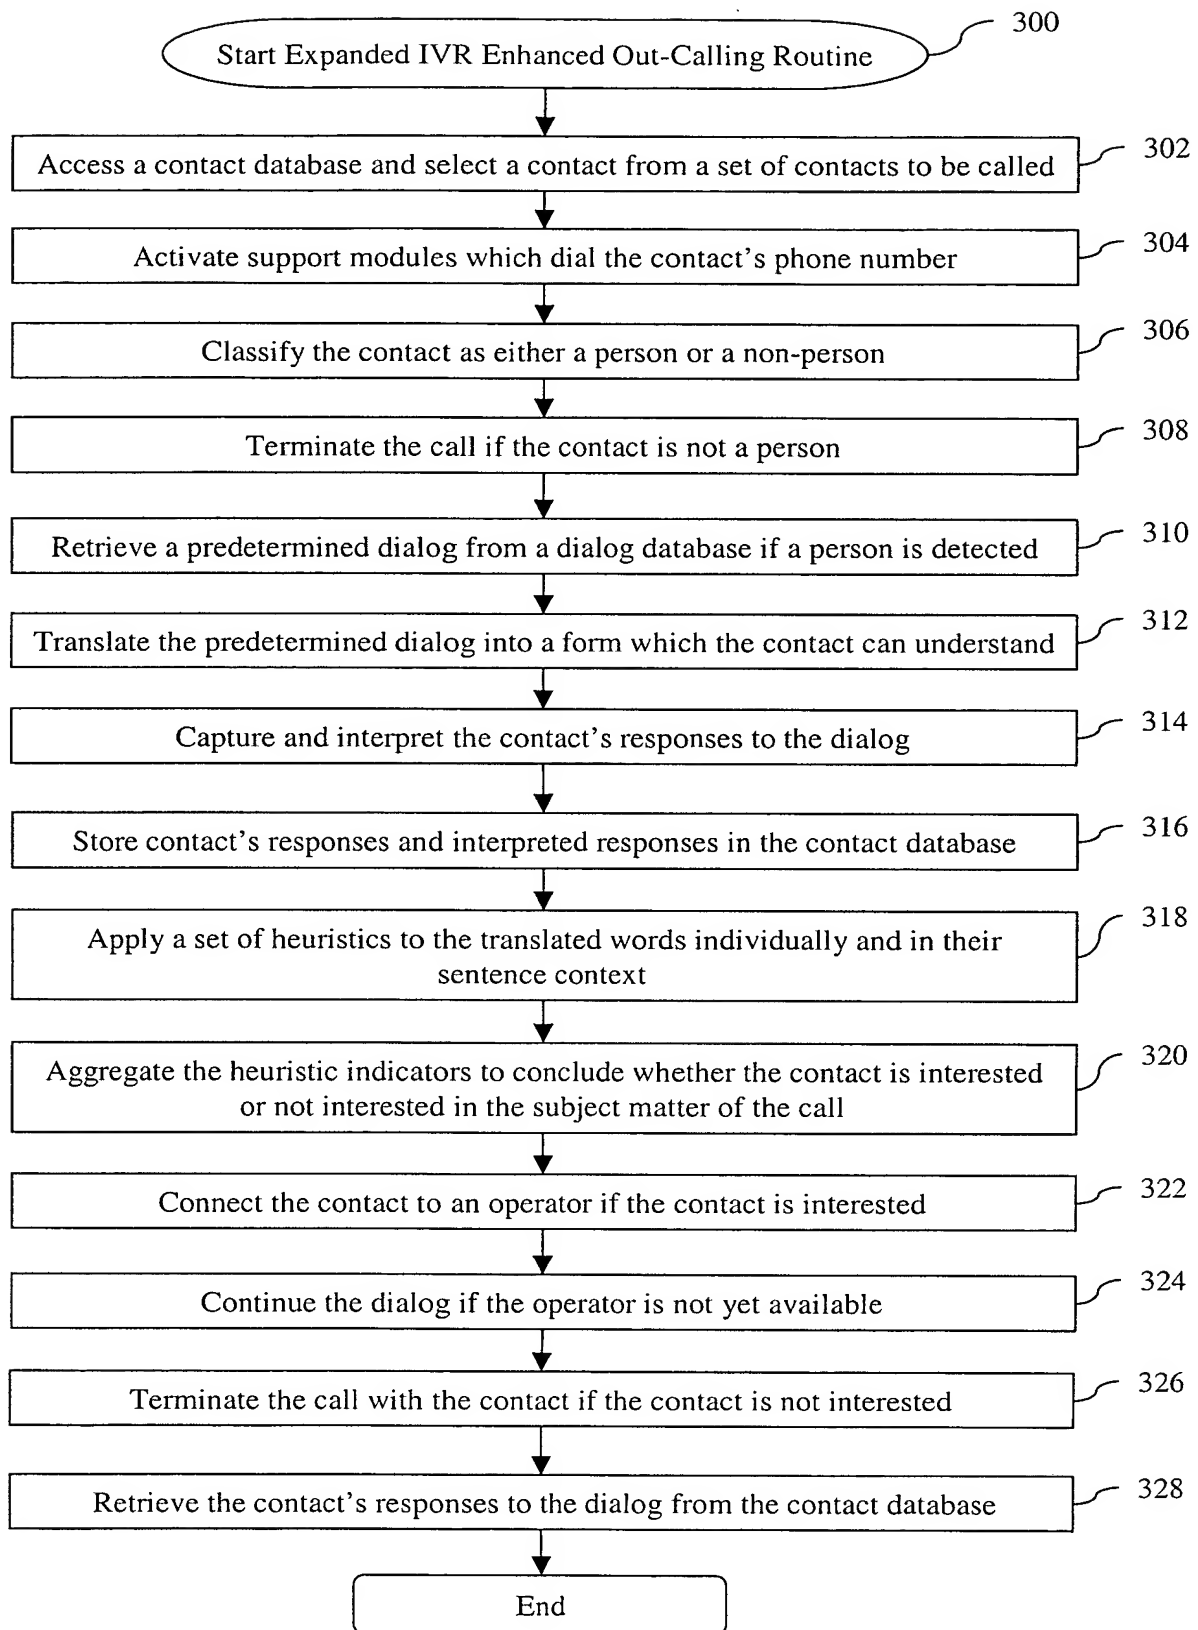 300
Start Expanded IVR Enhanced Out-Calling Routine
302
Access a contact database and select a contact from a set of contacts to be called
304
Activate support modules which dial the contact's phone number
306
Classify the contact as either a person or a non-person
308
Terminate the call if the contact is not a person
310
Retrieve a predetermined dialog from a dialog database if a person is detected
312
Translate the predetermined dialog into a form which the contact can understand
314
Capture and interpret the contact's responses to the dialog
316
Store contact's responses and interpreted responses in the contact database
318
Apply a set of heuristics to the translated words individually and in their
sentence context
320
Aggregate the heuristic indicators to conclude whether the contact is interested
or not interested in the subject matter of the call
322
Connect the contact to an operator if the contact is interested
324
Continue the dialog if the operator is not yet available
326
Terminate the call with the contact if the contact is not interested
328
Retrieve the contact's responses to the dialog from the contact database
End